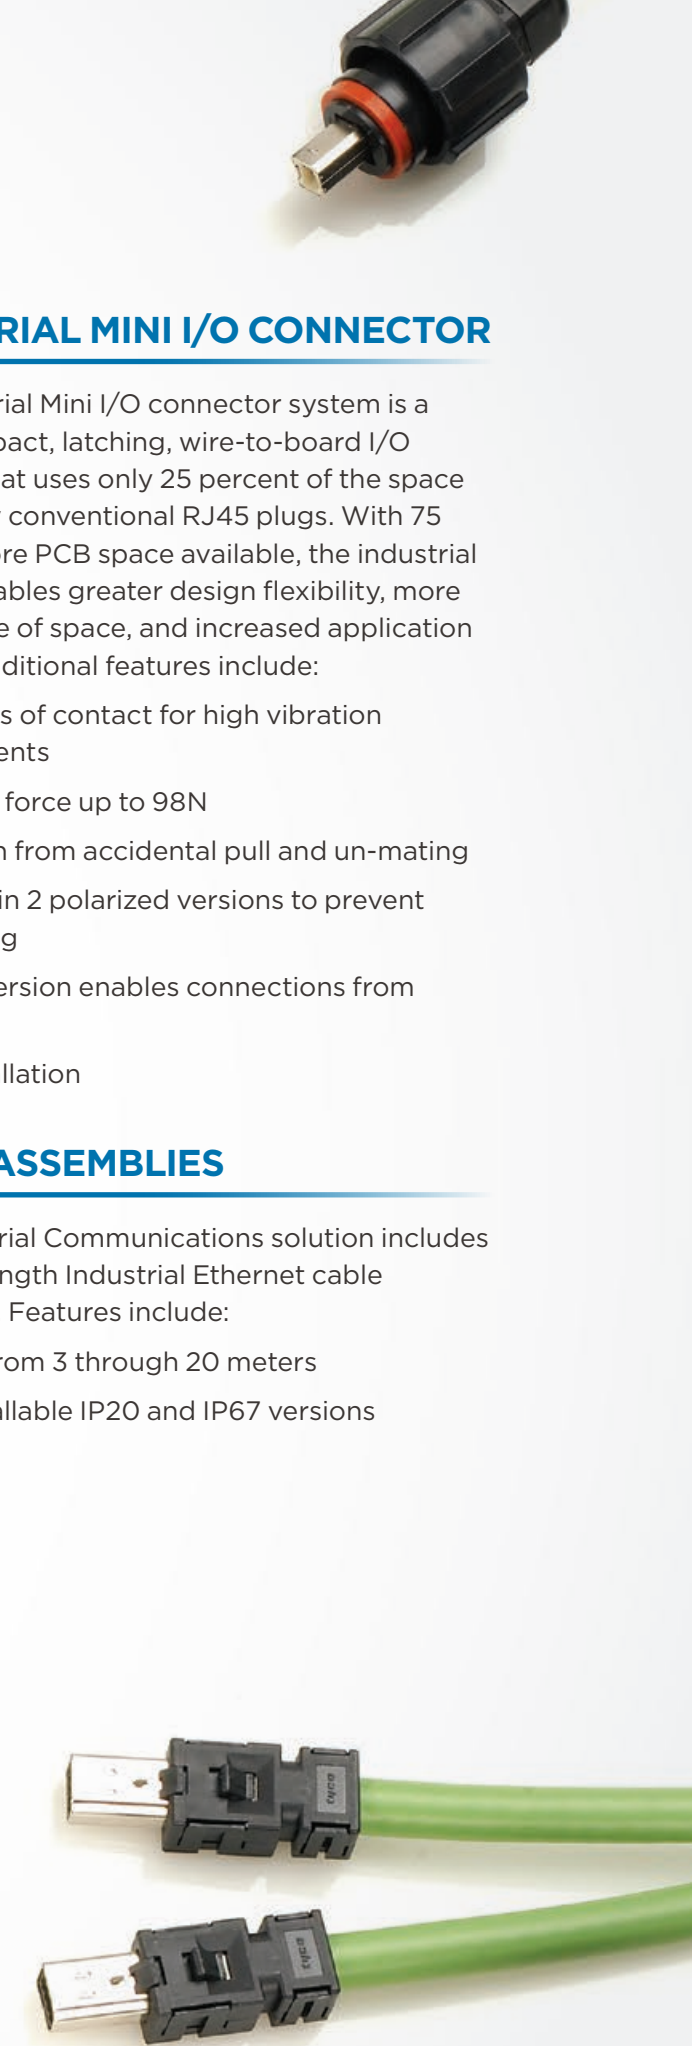 RIAL MINI I/O CONNECTOR
rial Mini I/O connector system is a
pact, latching, wire-to-board I/O
at uses only 25 percent of the space
conventional RJ45 plugs. With 75
ore PCB space available, the industrial
ables greater design flexibility, more
e of space, and increased application
ditional features include:
s of contact for high vibration
ents
force up to 98N
n from accidental pull and un-mating
in 2 polarized versions to prevent
g
ersion enables connections from
llation
ASSEMBLIES
rial Communications solution includes
ngth Industrial Ethernet cable
Features include:
rom 3 through 20 meters
allable IP20 and IP67 versions
tyco
tyco